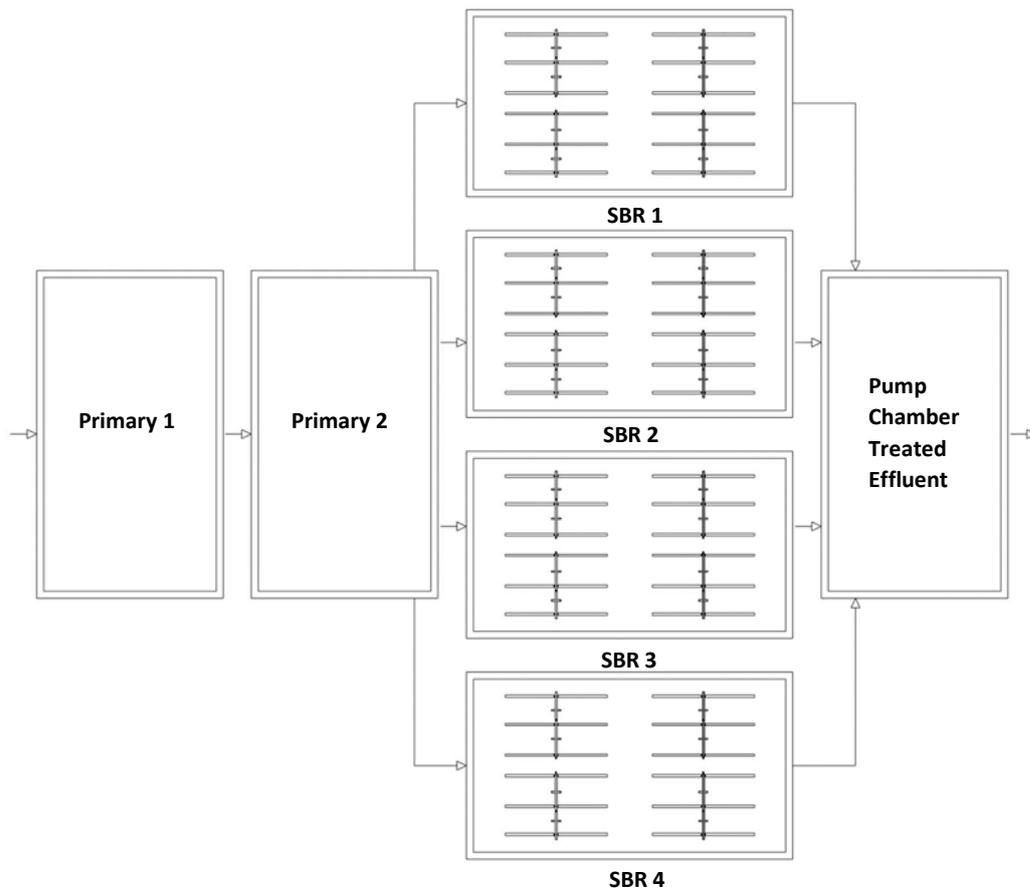 SBR 1
Primary 1
Primary 2
SBR 2
Pump
Chamber
Treated
Effluent
SBR 3
SBR 4